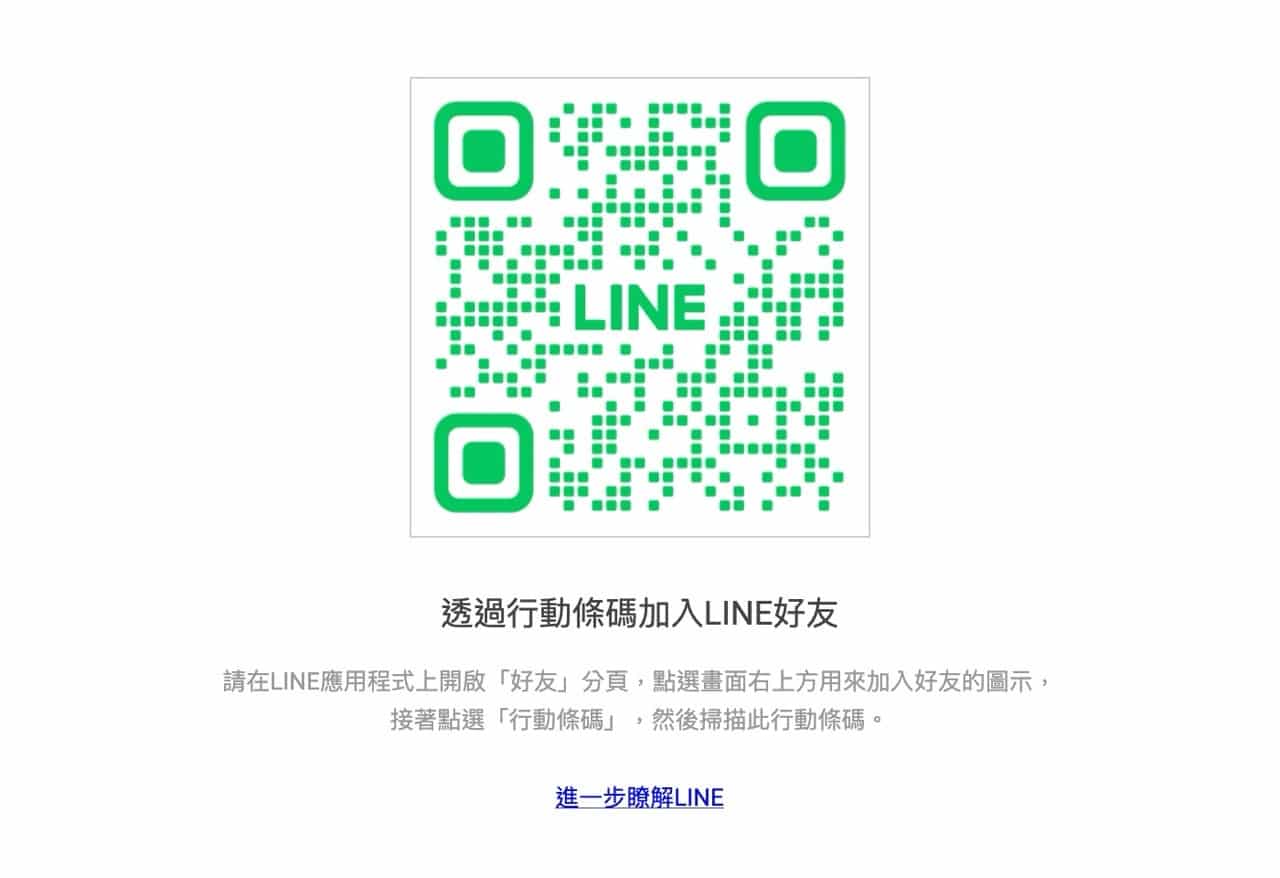 LINE
透過行動條碼加入LINE好友
請在LINE應用程式上開啟「好友」分頁，點選畫面右上方用來加入好友的圖示，
接著點選「行動條碼」，然後掃描此行動條碼。
進一步瞭解LINE